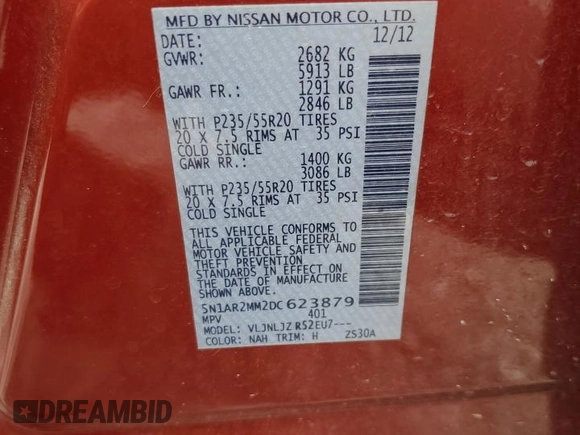 MFD BY NISSAN MOTOR CO., LTD.
DATE: 12/12
GVWR: 2682 KG
5913 LB
GAWR FR.: 1291 KG
2846 LB
WITH P235/55R20 TIRES
20 X 7.5 RIMS AT 35 PSI
COLD SINGLE
GAWR RR.: 1400 KG
3086 LB
WITH P235/55R20 TIRES
20 X 7.5 RIMS AT 35 PSI
COLD SINGLE
THIS VEHICLE CONFORMS TO
ALL APPLICABLE FEDERAL
MOTOR VEHICLE SAFETY AND
THEFT PREVENTION
STANDARDS IN EFFECT ON
THE DATE OF MANUFACTURE
SHOWN ABOVE.
5N1AR2MM2DC623879
MPV 401
MODEL: VLJNLJZ RS2EU7---
COLOR: NAH TRIM: H ZS30A
DREAMBID